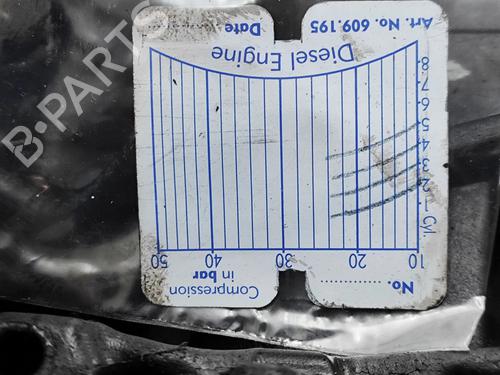 Art. No. 609.195
Date
Diesel Engine
8
7
6
5
4
3
2
1
Cyl.
10
20
30
40
50
No. ..............
Compression
in bar
B-PARTS